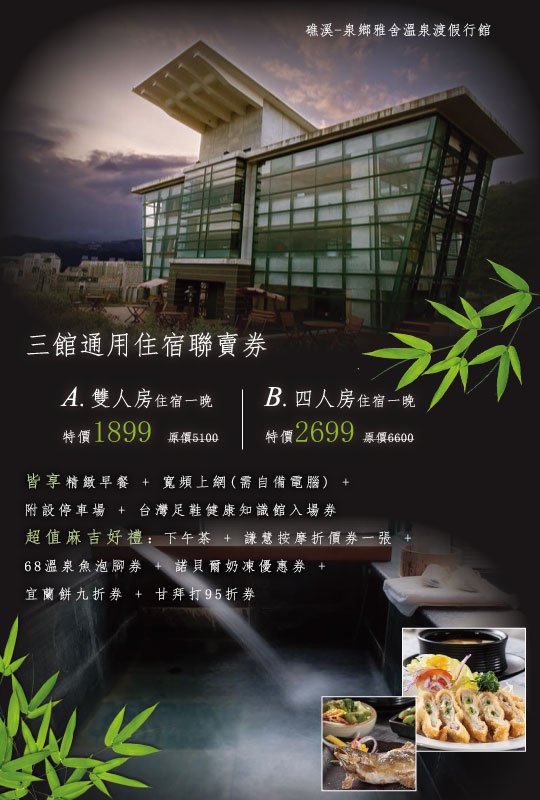 礁溪-泉鄉雅舍溫泉渡假行館
三館通用住宿聯賣券
A. 雙人房住宿一晚
特價1899 原價5100
B. 四人房住宿一晚
特價2699 原價6600
皆享精緻早餐 + 寬頻上網(需自備電腦) +
附設停車場 + 台灣足鞋健康知識館入場券
超值麻吉好禮: 下午茶 + 謙慧按摩折價券一張 +
68溫泉魚泡腳券 + 諾貝爾奶凍優惠券 +
宜蘭餅九折券 + 甘拜打95折券